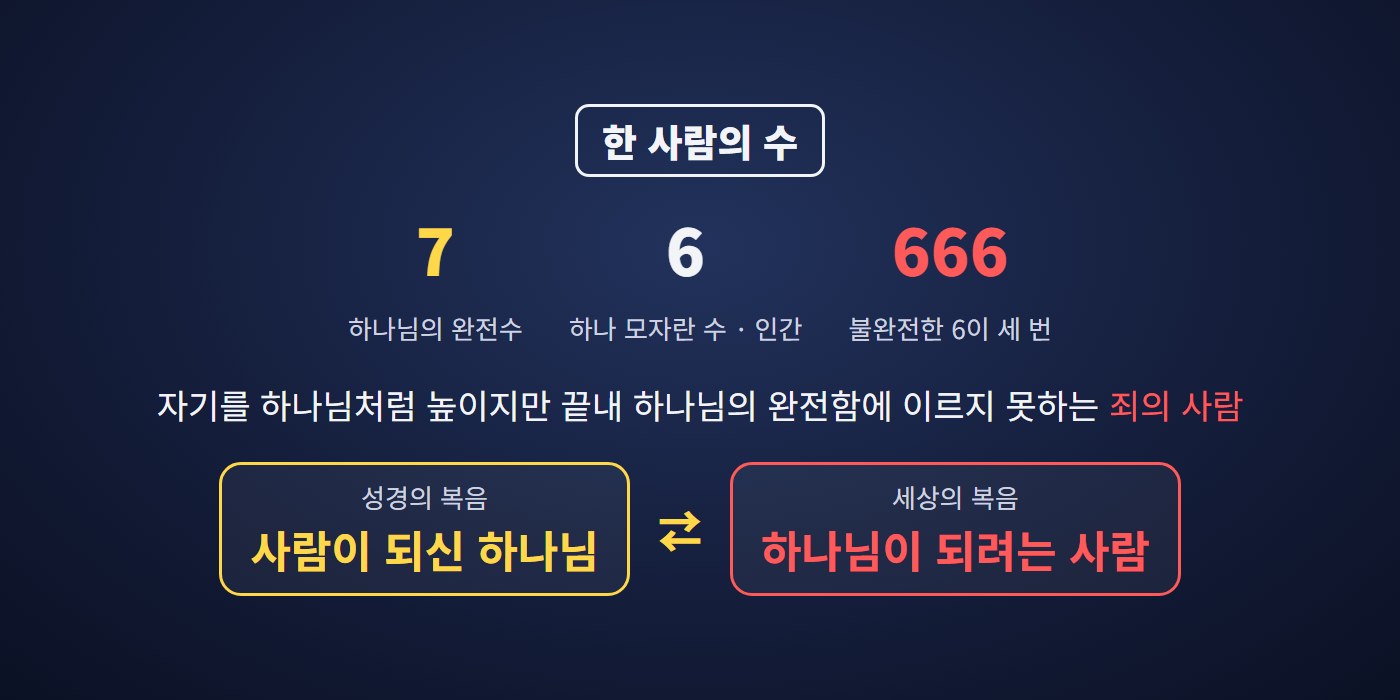 한 사람의 수
7 6 666
하나님의 완전수 하나 모자란 수 · 인간 불완전한 6이 세 번
자기를 하나님처럼 높이지만 끝내 하나님의 완전함에 이르지 못하는 죄의 사람
성경의 복음
사람이 되신 하나님
⇄
세상의 복음
하나님이 되려는 사람